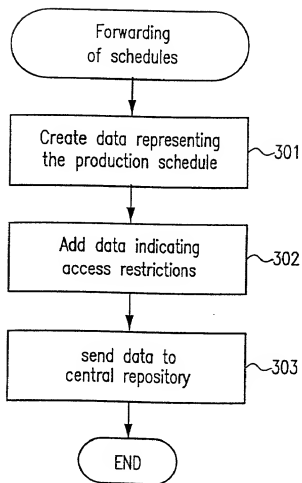 Forwarding
of schedules
Create data representing
the production schedule
301
Add data indicating
access restrictions
302
send data to
central repository
303
END